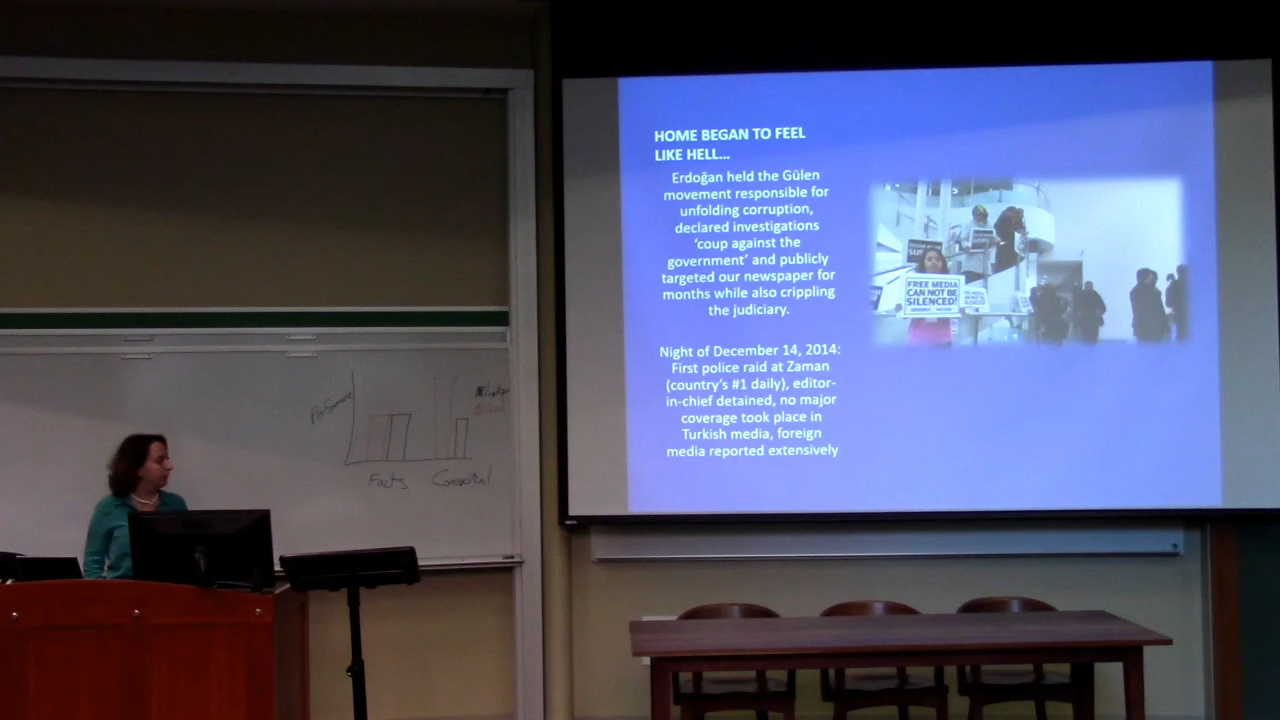 HOME BEGAN TO FEEL
LIKE HELL...
Erdoğan held the Gülen
movement responsible for
unfolding corruption,
declared investigations
‘coup against the
government’ and publicly
targeted our newspaper for
months while also crippling
the judiciary.
Night of December 14, 2014:
First police raid at Zaman
(country's #1 daily), editor-
in-chief detained, no major
coverage took place in
Turkish media, foreign
media reported extensively
FREE MEDIA
CAN NOT BE
SILENCED!
Facts